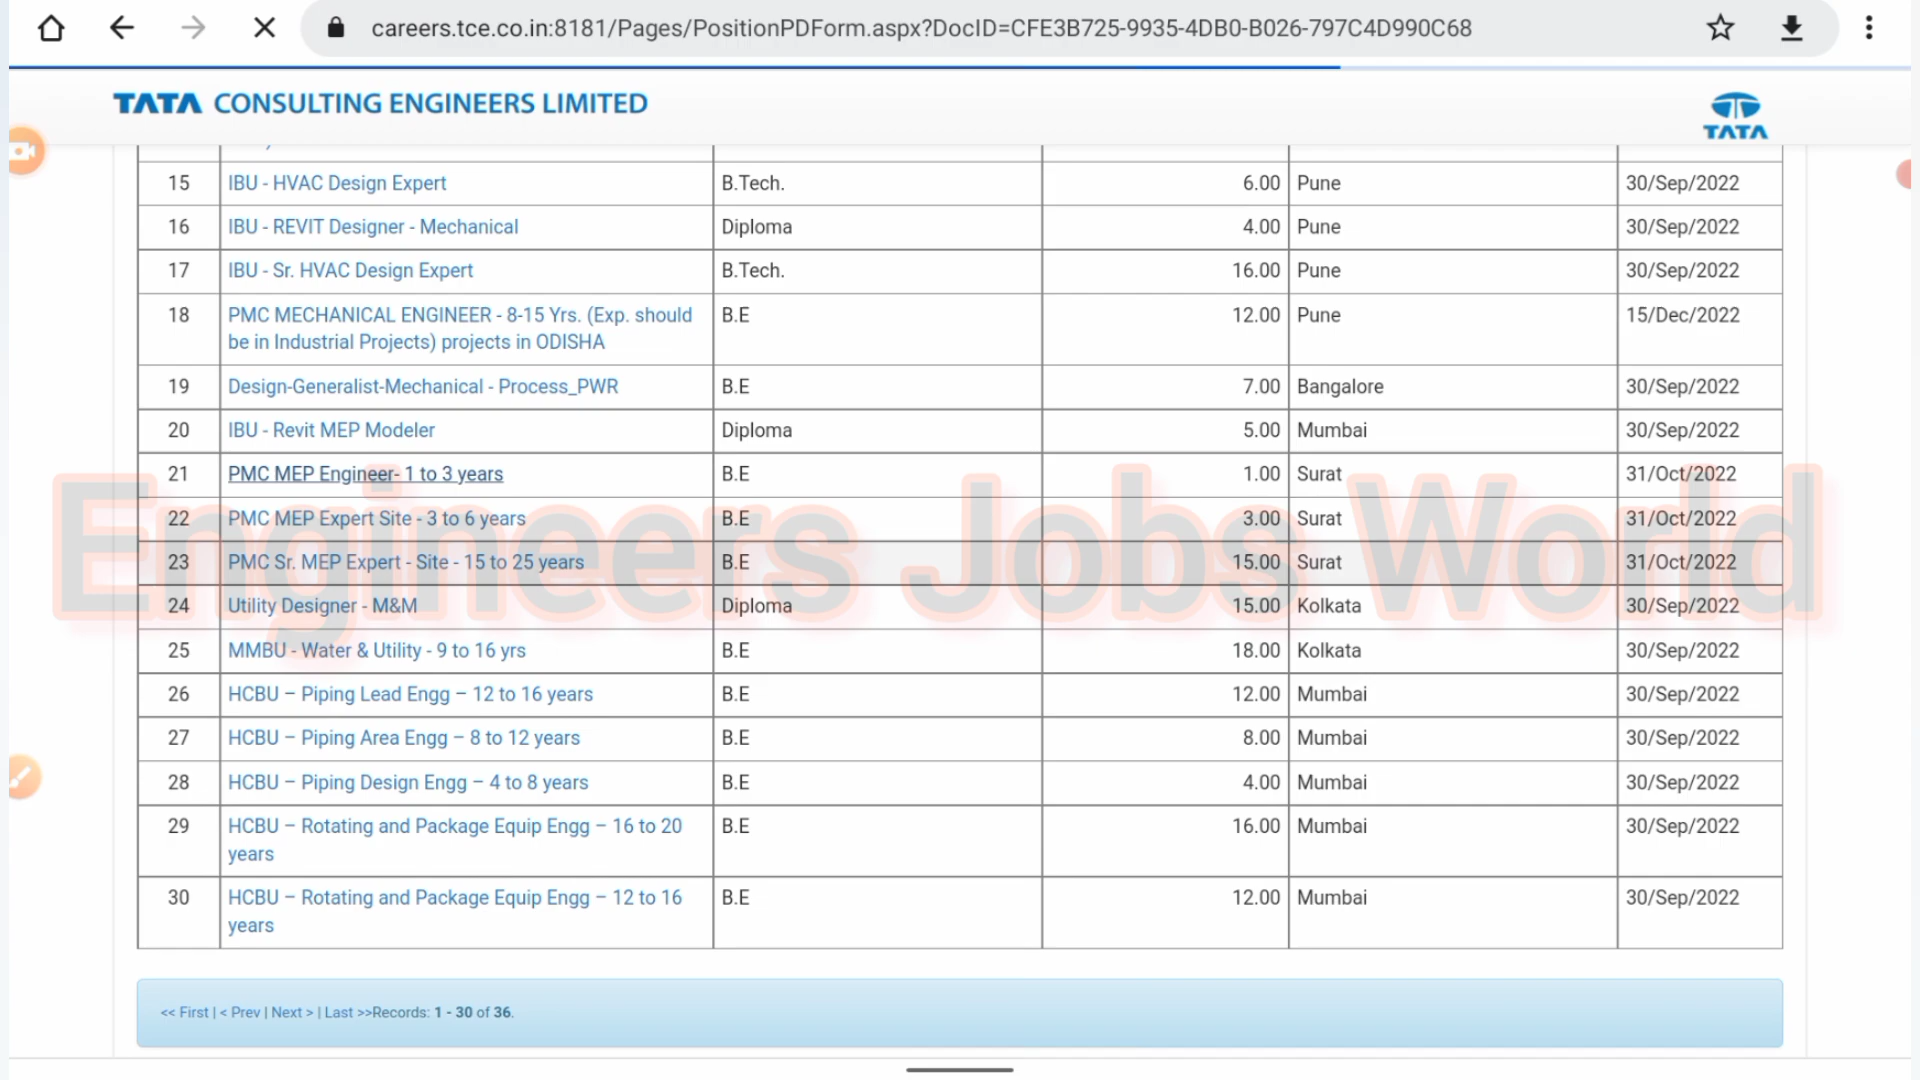 careers.tce.co.in:8181/Pages/PositionPDForm.aspx?DocID=CFE3B725-9935-4DB0-B026-797C4D990C68
TATA CONSULTING ENGINEERS LIMITED
TATA
15 IBU - HVAC Design Expert B.Tech. 6.00 Pune 30/Sep/2022
16 IBU - REVIT Designer - Mechanical Diploma 4.00 Pune 30/Sep/2022
17 IBU - Sr. HVAC Design Expert B.Tech. 16.00 Pune 30/Sep/2022
18 PMC MECHANICAL ENGINEER - 8-15 Yrs. (Exp. should B.E 12.00 Pune 15/Dec/2022
be in Industrial Projects) projects in ODISHA
19 Design-Generalist-Mechanical - Process_PWR B.E 7.00 Bangalore 30/Sep/2022
20 IBU - Revit MEP Modeler Diploma 5.00 Mumbai 30/Sep/2022
21 PMC MEP Engineer- 1 to 3 years B.E 1.00 Surat 31/Oct/2022
22 PMC MEP Expert Site - 3 to 6 years B.E 3.00 Surat 31/Oct/2022
Engineers Jobs World
23 PMC Sr. MEP Expert - Site - 15 to 25 years B.E 15.00 Surat 31/Oct/2022
24 Utility Designer - M&M Diploma 15.00 Kolkata 30/Sep/2022
25 MMBU - Water & Utility - 9 to 16 yrs B.E 18.00 Kolkata 30/Sep/2022
26 HCBU – Piping Lead Engg – 12 to 16 years B.E 12.00 Mumbai 30/Sep/2022
27 HCBU – Piping Area Engg – 8 to 12 years B.E 8.00 Mumbai 30/Sep/2022
28 HCBU – Piping Design Engg – 4 to 8 years B.E 4.00 Mumbai 30/Sep/2022
29 HCBU – Rotating and Package Equip Engg – 16 to 20 B.E 16.00 Mumbai 30/Sep/2022
years
30 HCBU – Rotating and Package Equip Engg – 12 to 16 B.E 12.00 Mumbai 30/Sep/2022
years
<< First | < Prev | Next > | Last >>Records: 1 - 30 of 36.